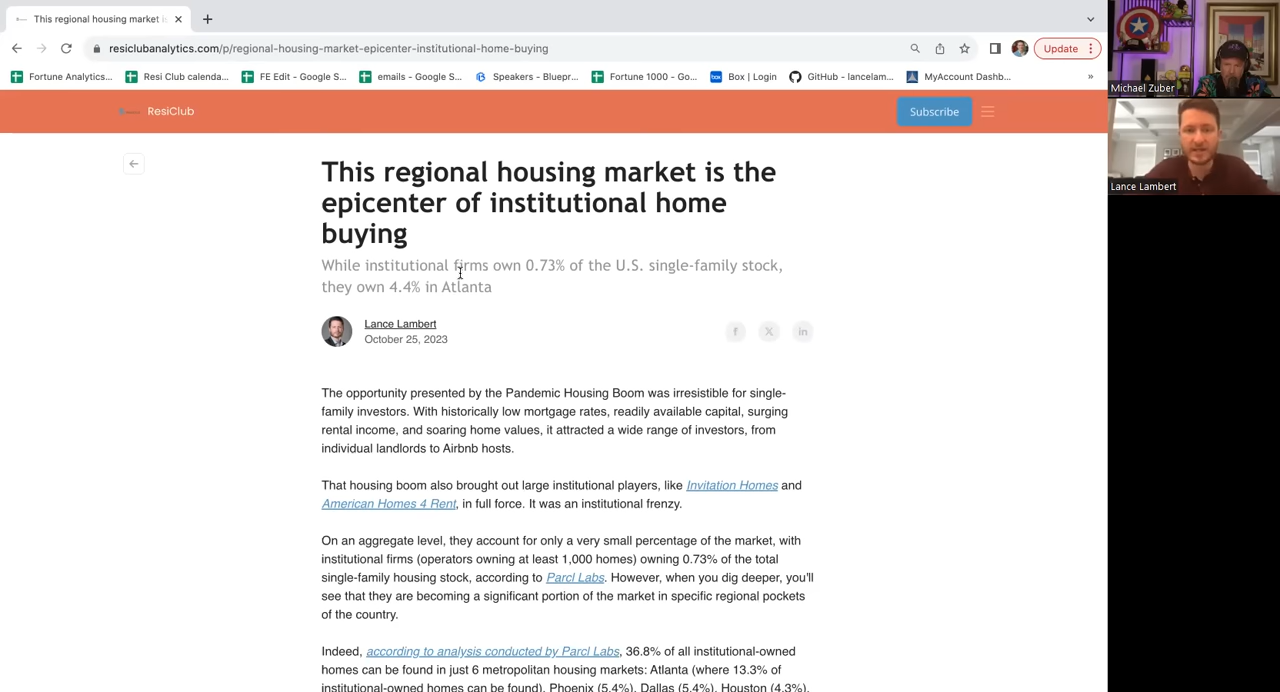 This regional housing market i
resiclubanalytics.com/p/regional-housing-market-epicenter-institutional-home-buying
Update
Fortune Analytics...
Resi Club calenda...
FE Edit - Google S...
emails - Google S...
Speakers - Bluepr...
Fortune 1000 - Go...
Box | Login
GitHub - lancelam...
MyAccount Dashb...
»
Michael Zuber
Lance Lambert
ResiClub
Subscribe
This regional housing market is the
epicenter of institutional home
buying
While institutional firms own 0.73% of the U.S. single-family stock,
they own 4.4% in Atlanta
Lance Lambert
October 25, 2023
The opportunity presented by the Pandemic Housing Boom was irresistible for single-
family investors. With historically low mortgage rates, readily available capital, surging
rental income, and soaring home values, it attracted a wide range of investors, from
individual landlords to Airbnb hosts.
That housing boom also brought out large institutional players, like Invitation Homes and
American Homes 4 Rent, in full force. It was an institutional frenzy.
On an aggregate level, they account for only a very small percentage of the market, with
institutional firms (operators owning at least 1,000 homes) owning 0.73% of the total
single-family housing stock, according to Parcl Labs. However, when you dig deeper, you'll
see that they are becoming a significant portion of the market in specific regional pockets
of the country.
Indeed, according to analysis conducted by Parcl Labs, 36.8% of all institutional-owned
homes can be found in just 6 metropolitan housing markets: Atlanta (where 13.3% of
institutional-owned homes can be found), Phoenix (5.4%), Dallas (5.4%), Houston (4.3%),